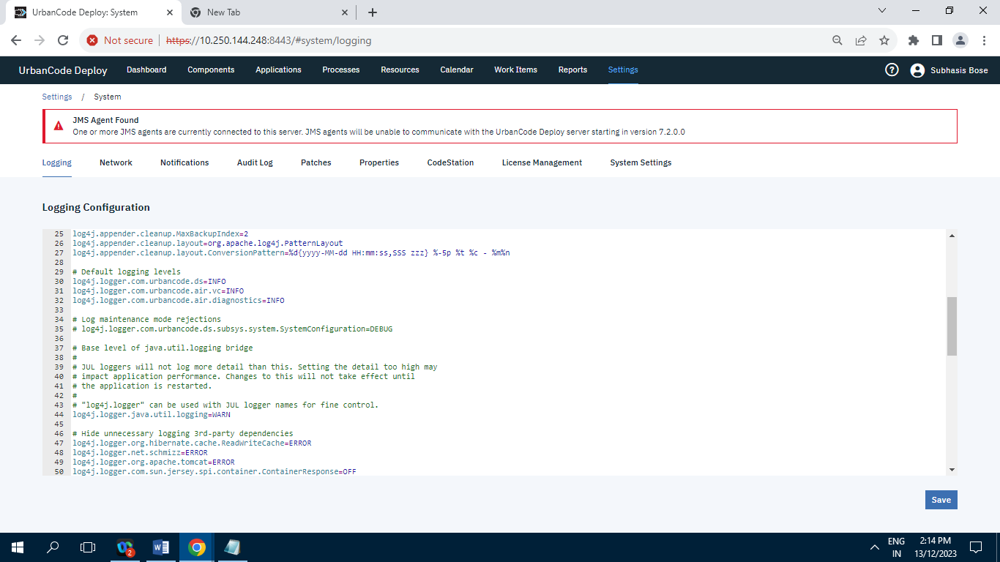 UrbanCode Deploy: System
New Tab
Not secure
https://10.250.144.248:8443/#system/logging
UrbanCode Deploy Dashboard Components Applications Processes Resources Calendar Work Items Reports Settings Subhasis Bose
Settings / System
JMS Agent Found
One or more JMS agents are currently connected to this server. JMS agents will be unable to communicate with the UrbanCode Deploy server starting in version 7.2.0.0
Logging Network Notifications Audit Log Patches Properties CodeStation License Management System Settings
Logging Configuration
25 log4j.appender.cleanup.MaxBackupIndex=2
26 log4j.appender.cleanup.layout=org.apache.log4j.PatternLayout
27 log4j.appender.cleanup.layout.ConversionPattern=%d{yyyy-MM-dd HH:mm:ss,SSS zzz} %-5p %t %c - %m%n
28
29 # Default logging levels
30 log4j.logger.com.urbancode.ds=INFO
31 log4j.logger.com.urbancode.air.vc=INFO
32 log4j.logger.com.urbancode.air.diagnostics=INFO
33
34 # Log maintenance mode rejections
35 # log4j.logger.com.urbancode.ds.subsys.system.SystemConfiguration=DEBUG
36
37 # Base level of java.util.logging bridge
38 #
39 # JUL loggers will not log more detail than this. Setting the detail too high may
40 # impact application performance. Changes to this will not take effect until
41 # the application is restarted.
42 #
43 # "log4j.logger" can be used with JUL logger names for fine control.
44 log4j.logger.java.util.logging=WARN
45
46 # Hide unnecessary logging 3rd-party dependencies
47 log4j.logger.org.hibernate.cache.ReadWriteCache=ERROR
48 log4j.logger.net.schmizz=ERROR
49 log4j.logger.org.apache.tomcat=ERROR
50 log4j.logger.com.sun.jersey.spi.container.ContainerResponse=OFF
Save
2
ENG
IN
2:14 PM
13/12/2023